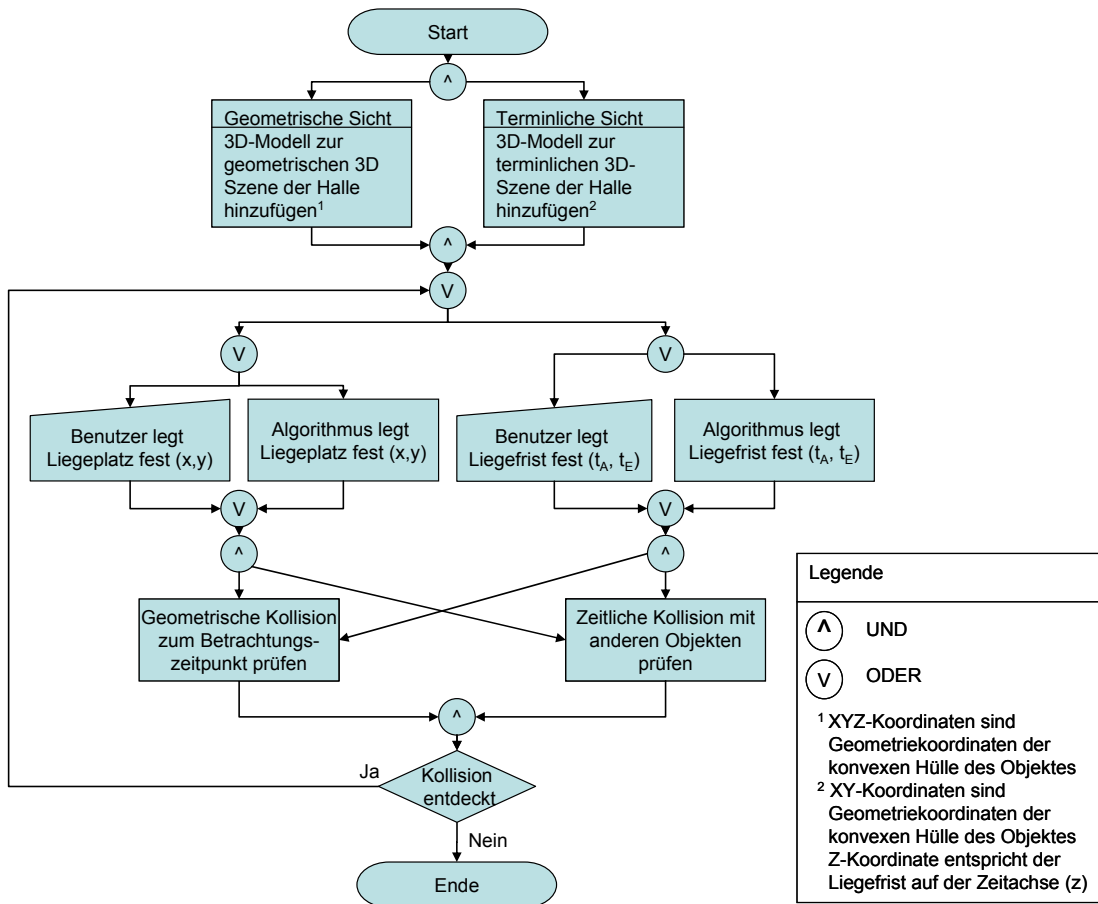 Start
^
Geometrische Sicht
3D-Modell zur
geometrischen 3D
Szene der Halle
hinzufügen¹
Terminliche Sicht
3D-Modell zur
terminlichen 3D-
Szene der Halle
hinzufügen²
^
V
V
V
Benutzer legt
Liegeplatz fest (x,y)
Algorithmus legt
Liegeplatz fest (x,y)
Benutzer legt
Liegefrist fest (t_A, t_E)
Algorithmus legt
Liegefrist fest (t_A, t_E)
V
V
^
^
Geometrische Kollision
zum Betrachtungs-
zeitpunkt prüfen
Zeitliche Kollision mit
anderen Objekten
prüfen
^
Ja
Kollision
entdeckt
Nein
Ende
Legende
^ UND
V ODER
¹ XYZ-Koordinaten sind
Geometriekoordinaten der
konvexen Hülle des Objektes
² XY-Koordinaten sind
Geometriekoordinaten der
konvexen Hülle des Objektes
Z-Koordinate entspricht der
Liegefrist auf der Zeitachse (z)